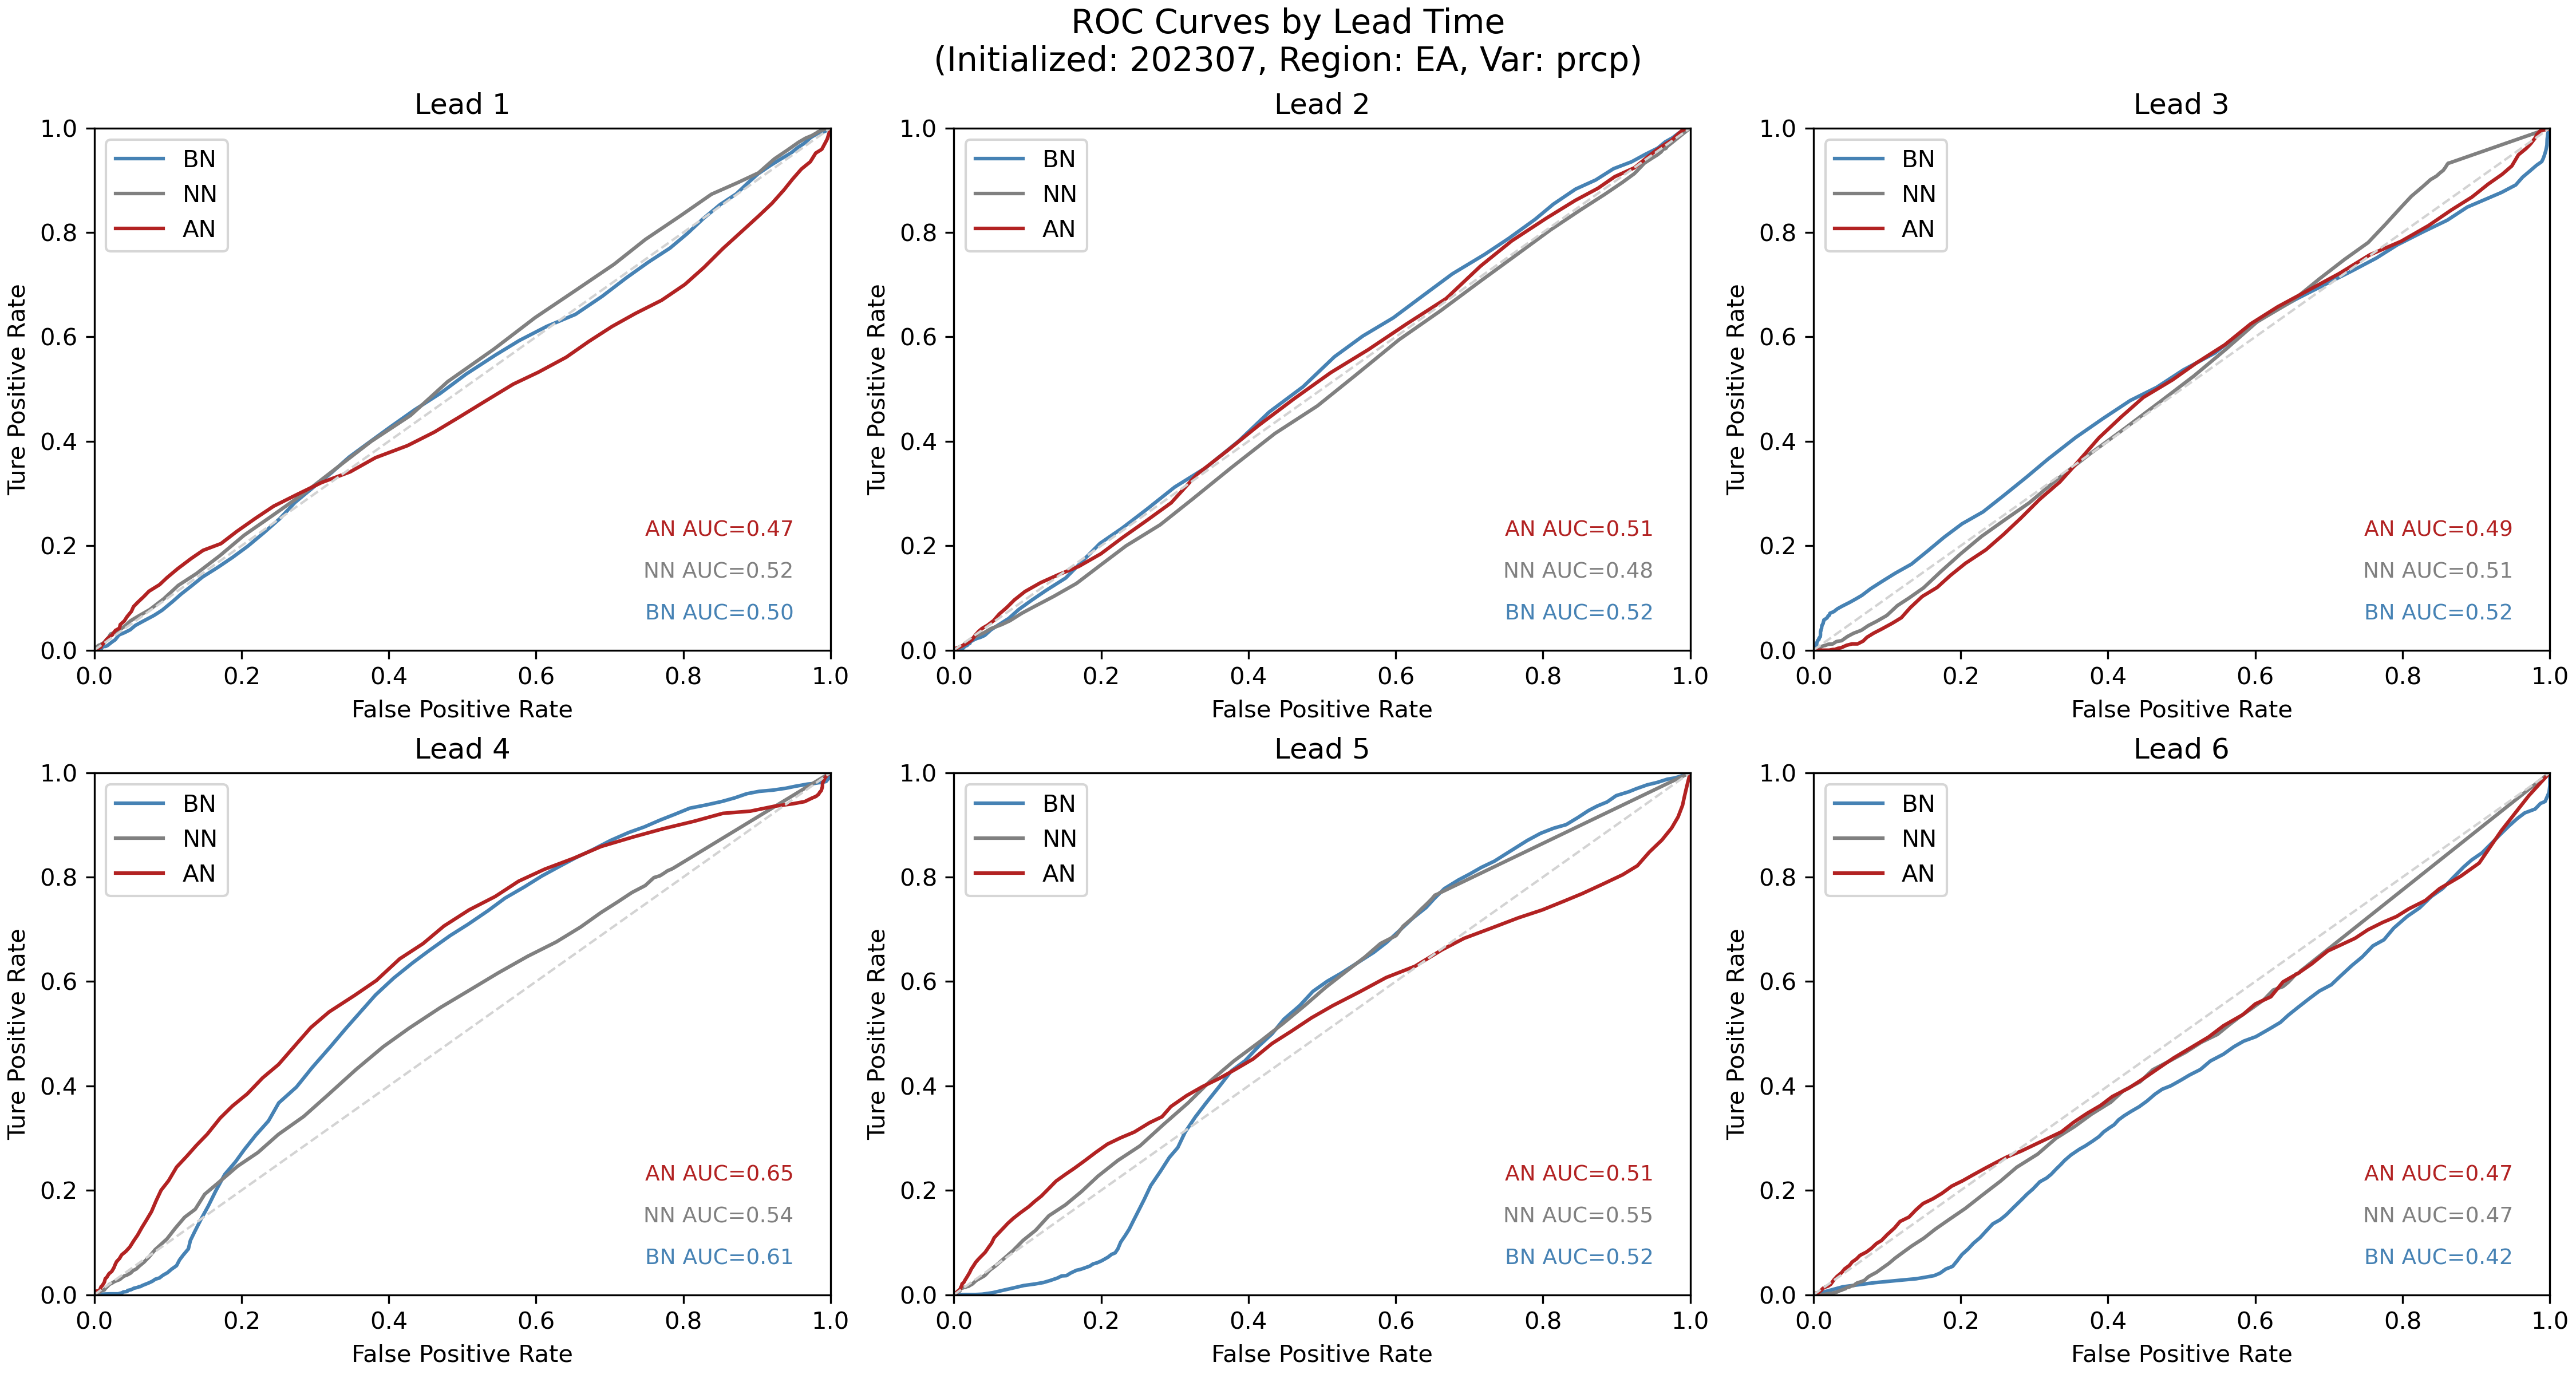 ROC Curves by Lead Time
(Initialized: 202307, Region: EA, Var: prcp)
Lead 1
1.0
0.8
0.6
0.4
0.2
0.0
Ture Positive Rate
BN
NN
AN
AN AUC=0.47
NN AUC=0.52
BN AUC=0.50
0.0 0.2 0.4 0.6 0.8 1.0
False Positive Rate
Lead 2
1.0
0.8
0.6
0.4
0.2
0.0
Ture Positive Rate
BN
NN
AN
AN AUC=0.51
NN AUC=0.48
BN AUC=0.52
0.0 0.2 0.4 0.6 0.8 1.0
False Positive Rate
Lead 3
1.0
0.8
0.6
0.4
0.2
0.0
Ture Positive Rate
BN
NN
AN
AN AUC=0.49
NN AUC=0.51
BN AUC=0.52
0.0 0.2 0.4 0.6 0.8 1.0
False Positive Rate
Lead 4
1.0
0.8
0.6
0.4
0.2
0.0
Ture Positive Rate
BN
NN
AN
AN AUC=0.65
NN AUC=0.54
BN AUC=0.61
0.0 0.2 0.4 0.6 0.8 1.0
False Positive Rate
Lead 5
1.0
0.8
0.6
0.4
0.2
0.0
Ture Positive Rate
BN
NN
AN
AN AUC=0.51
NN AUC=0.55
BN AUC=0.52
0.0 0.2 0.4 0.6 0.8 1.0
False Positive Rate
Lead 6
1.0
0.8
0.6
0.4
0.2
0.0
Ture Positive Rate
BN
NN
AN
AN AUC=0.47
NN AUC=0.47
BN AUC=0.42
0.0 0.2 0.4 0.6 0.8 1.0
False Positive Rate